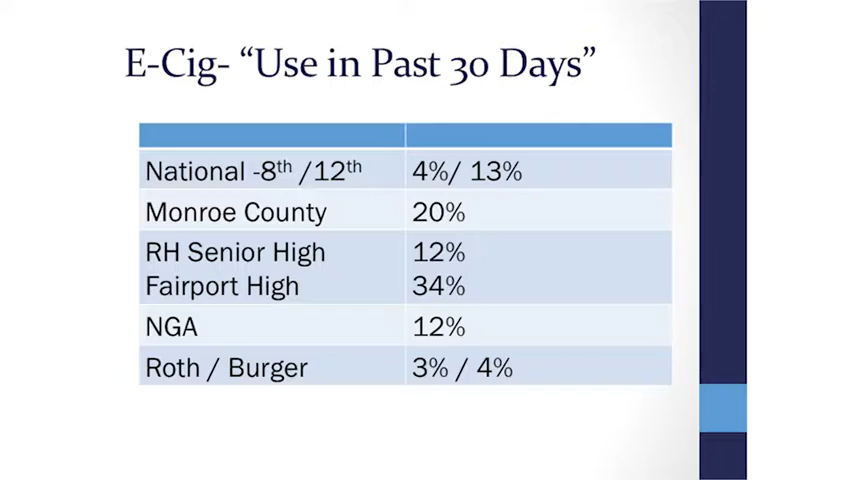 E-Cig- “Use in Past 30 Days”
National -8th /12th 4%/ 13%
Monroe County 20%
RH Senior High 12%
Fairport High 34%
NGA 12%
Roth / Burger 3% / 4%